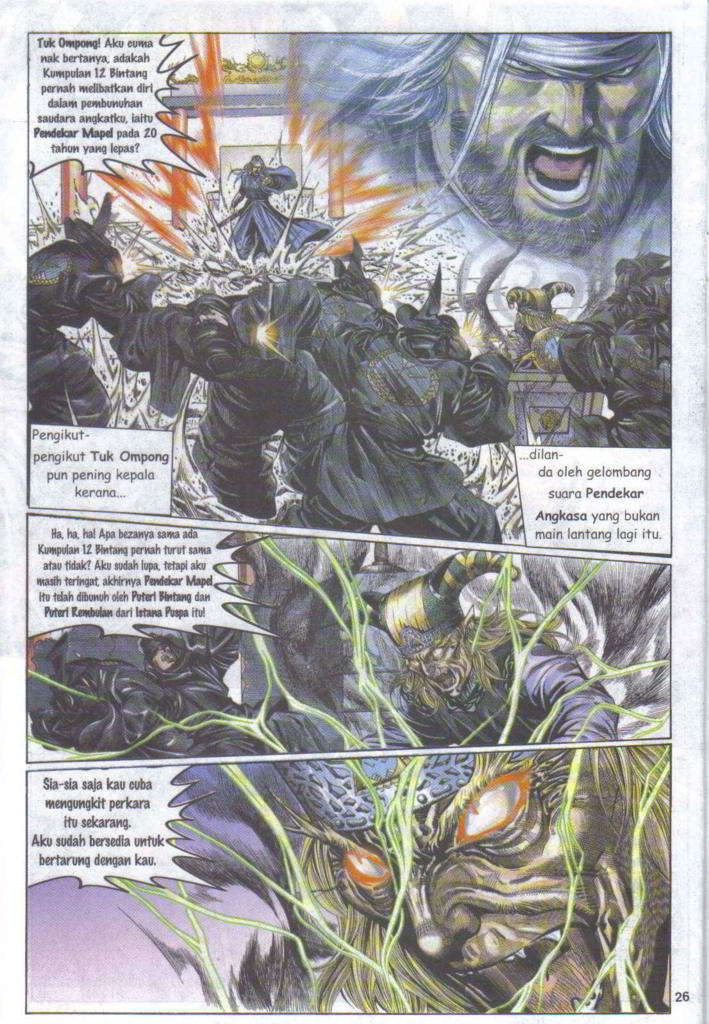 Tuk Ompong! Aku cuma
nak bertanya, adakah
Kumpulan 12 Bintang
pernah melibatkan diri
dalam pembunuhan
saudara angkatku, iaitu
Pendekar Mapel pada 20
tahun yang lepas?
Pengikut-
pengikut Tuk Ompong
pun pening kepala
kerana...
...dilan-
da oleh gelombang
suara Pendekar
Angkasa yang bukan
main lantang lagi itu.
Ha, ha, ha! Apa bezanya sama ada
Kumpulan 12 Bintang pernah turut sama
atau tidak? Aku sudah lupa, tetapi aku
masih teringat, akhirnya Pendekar Mapel
itu telah dibunuh oleh Puteri Bintang dan
Puteri Rembulan dari Istana Puspa itu!
Sia-sia saja kau cuba
mengungkit perkara
itu sekarang.
Aku sudah bersedia untuk
bertarung dengan kau.
26